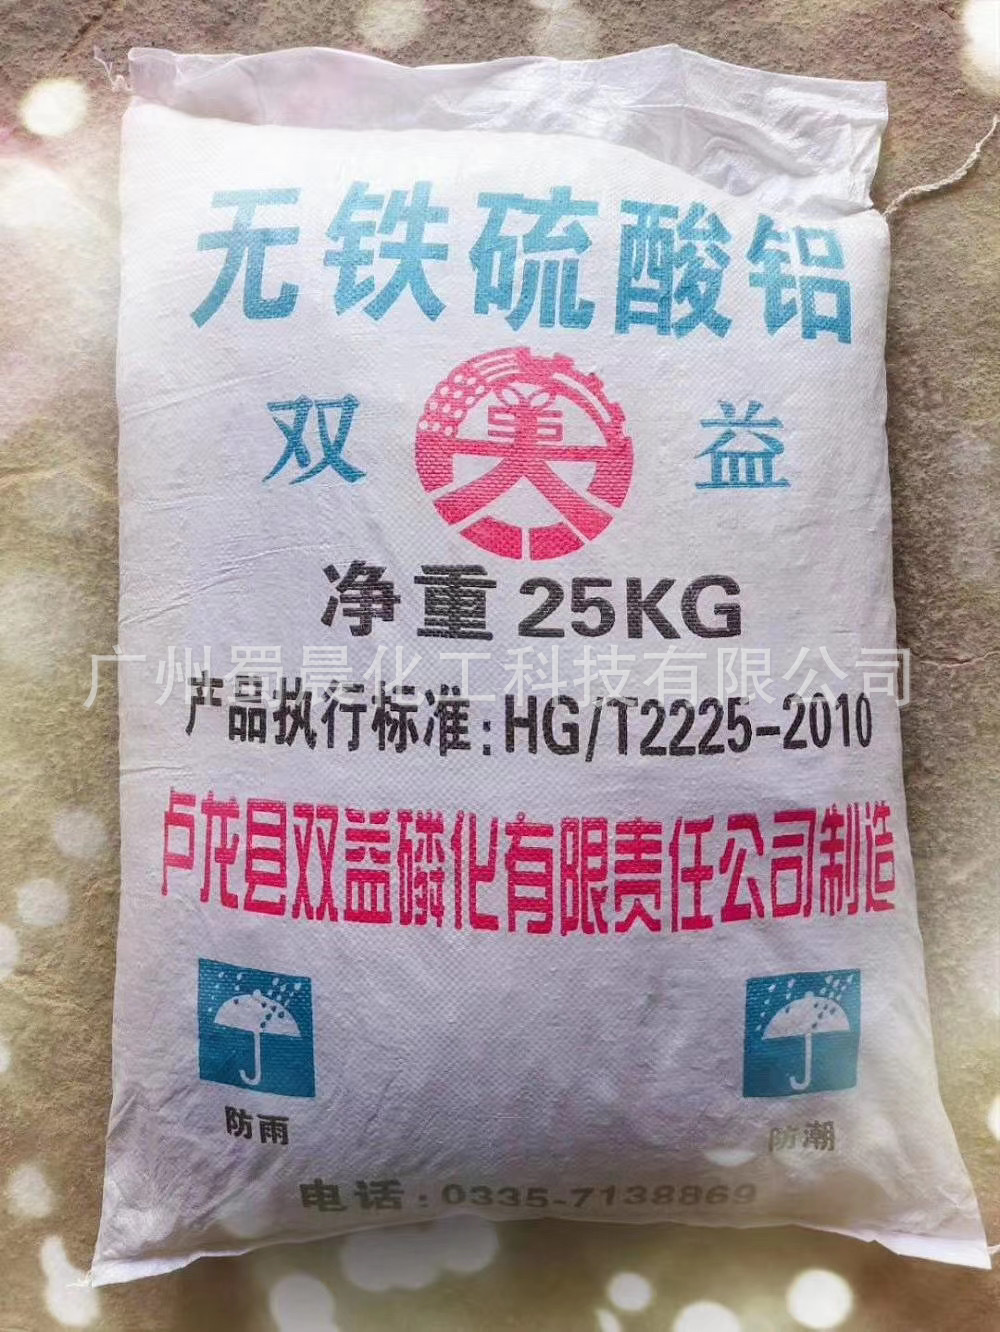 无铁硫酸铝
双 益
净重25KG
广州蜀晨化工科技有限公司
产品执行标准:HG/T2225-2010
卢龙县双益磷化有限责任公司制造
防雨 防潮
电话:0335-7138869